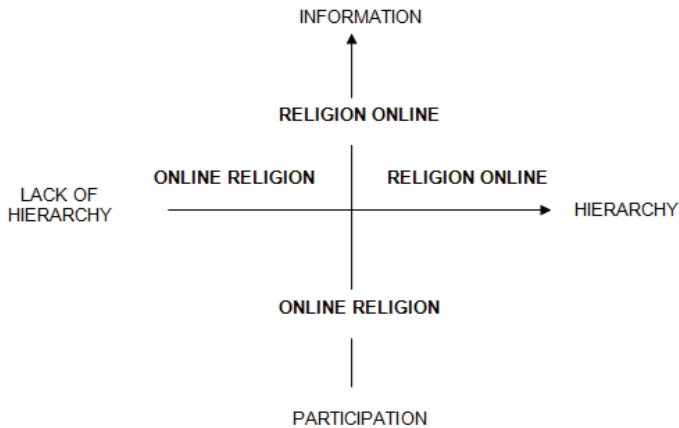 INFORMATION
RELIGION ONLINE
ONLINE RELIGION
RELIGION ONLINE
LACK OF
HIERARCHY
HIERARCHY
ONLINE RELIGION
PARTICIPATION